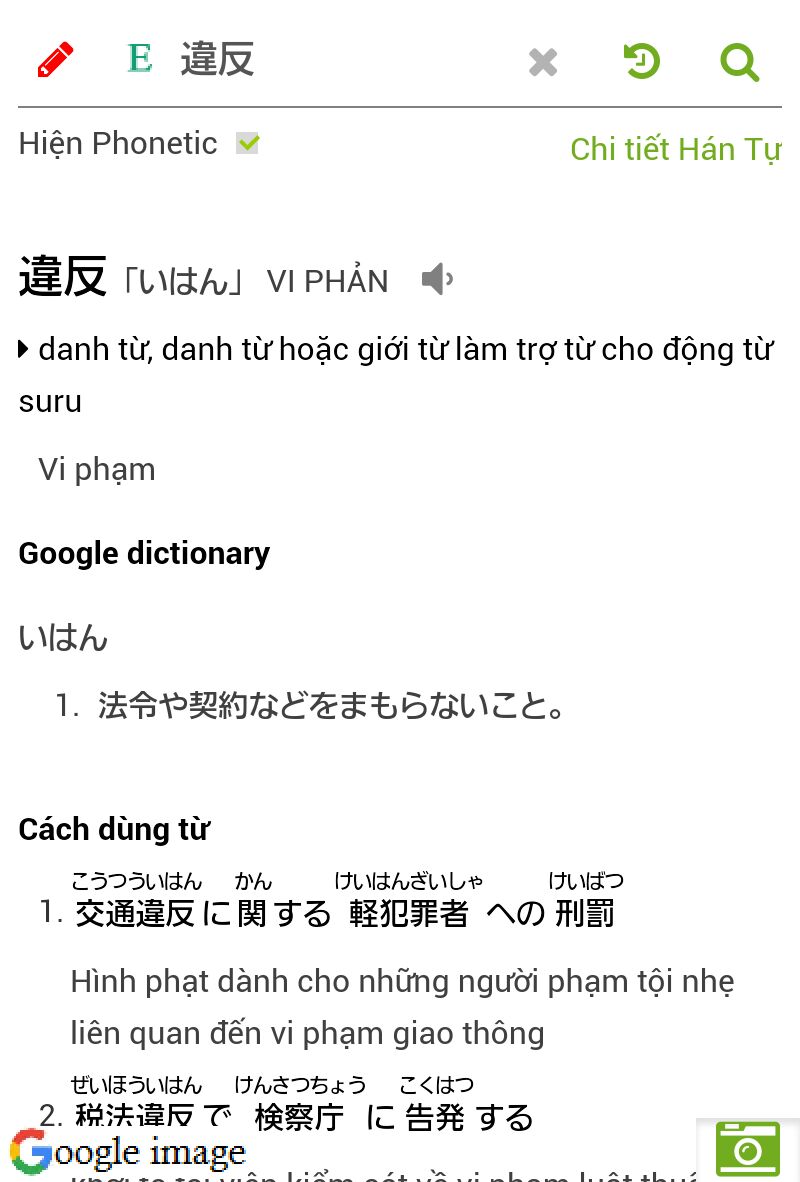 E 違反
Hiện Phonetic
Chi tiết Hán Tự
違反 「いはん」 VI PHẢN
danh từ, danh từ hoặc giới từ làm trợ từ cho động từ
suru
Vi phạm
Google dictionary
いはん
1. 法令や契約などをまもらないこと。
Cách dùng từ
こうつういはん かん けいはんざいしゃ けいばつ
1. 交通違反 に 関 する 軽犯罪者 への 刑罰
Hình phạt dành cho những người phạm tội nhẹ
liên quan đến vi phạm giao thông
ぜいほういはん けんさつちょう こくはつ
2. 税法違反 で 検察庁 に 告発 する
Google image